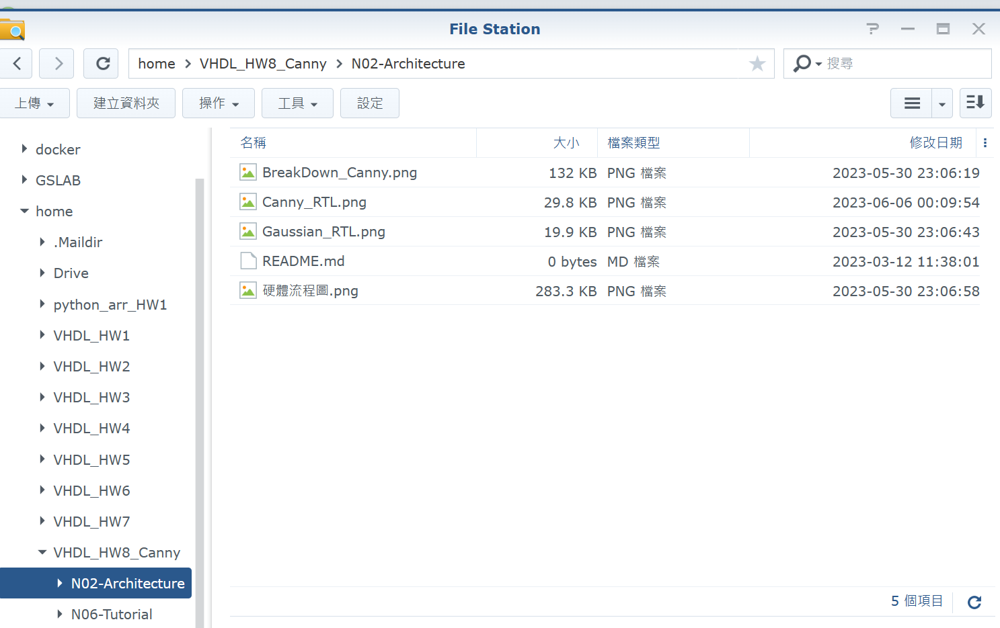 File Station
home > VHDL_HW8_Canny > N02-Architecture
搜尋
上傳 建立資料夾 操作 工具 設定
docker
GSLAB
home
.Maildir
Drive
python_arr_HW1
VHDL_HW1
VHDL_HW2
VHDL_HW3
VHDL_HW4
VHDL_HW5
VHDL_HW6
VHDL_HW7
VHDL_HW8_Canny
N02-Architecture
N06-Tutorial
名稱 大小 檔案類型 修改日期
BreakDown_Canny.png 132 KB PNG 檔案 2023-05-30 23:06:19
Canny_RTL.png 29.8 KB PNG 檔案 2023-06-06 00:09:54
Gaussian_RTL.png 19.9 KB PNG 檔案 2023-05-30 23:06:43
README.md 0 bytes MD 檔案 2023-03-12 11:38:01
硬體流程圖.png 283.3 KB PNG 檔案 2023-05-30 23:06:58
5 個項目